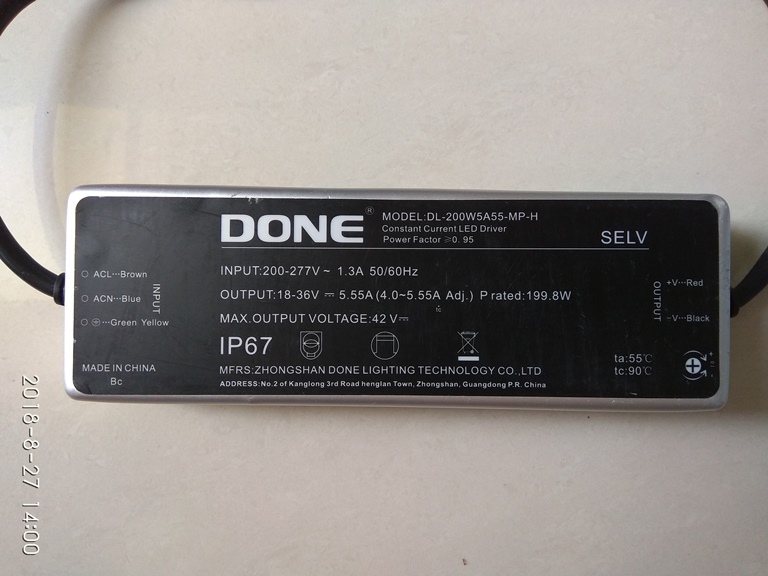 DONE ®
MODEL:DL-200W5A55-MP-H
Constant Current LED Driver
Power Factor ≥0. 95
SELV
ACL···Brown
ACN···Blue
⏚···Green Yellow
INPUT
INPUT:200-277V ~ 1.3A 50/60Hz
OUTPUT:18-36V ⎓ 5.55A (4.0~5.55A Adj.) P rated:199.8W
MAX.OUTPUT VOLTAGE:42 V⎓
+V···Red
OUTPUT
-V···Black
IP67
MADE IN CHINA
Bc
MFRS:ZHONGSHAN DONE LIGHTING TECHNOLOGY CO.,LTD
ADDRESS:No.2 of Kanglong 3rd Road henglan Town, Zhongshan, Guangdong P.R. China
ta:55℃
tc:90℃
2018-8-27 14:00